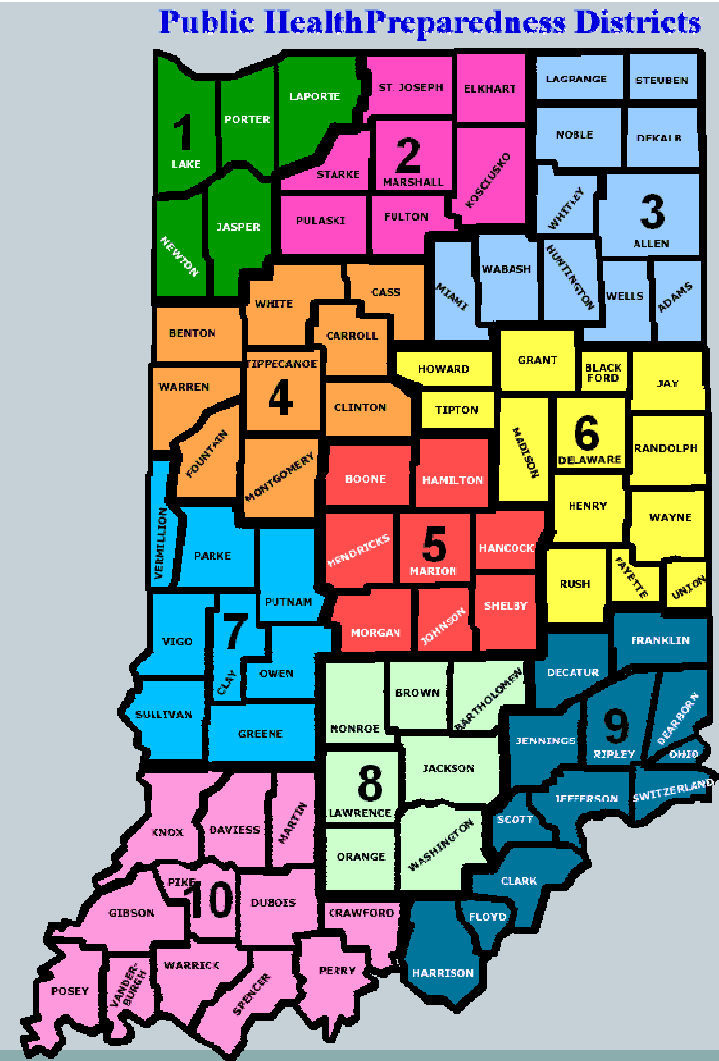 Public HealthPreparedness Districts
LAGRANGE
STEUBEN
ST. JOSEPH
ELKHART
LAPORTE
PORTER
1
LAKE
NOBLE
DEKALB
2
MARSHALL
STARKE
KOSCIUSKO
WHITLEY
3
ALLEN
PULASKI
FULTON
JASPER
NEWTON
MIAMI
WABASH
HUNTINGTON
WELLS
ADAMS
WHITE
CASS
BENTON
CARROLL
TIPPECANOE
4
HOWARD
GRANT
BLACK
FORD
JAY
WARREN
CLINTON
TIPTON
MADISON
6
DELAWARE
RANDOLPH
FOUNTAIN
MONTGOMERY
BOONE
HAMILTON
HENRY
WAYNE
VERMILLION
PARKE
HENDRICKS
5
MARION
HANCOCK
RUSH
FAYETTE
UNION
PUTNAM
MORGAN
JOHNSON
SHELBY
VIGO
7
CLAY
OWEN
FRANKLIN
DECATUR
SULLIVAN
GREENE
MONROE
BROWN
BARTHOLOMEW
JENNINGS
9
RIPLEY
DEARBORN
OHIO
8
LAWRENCE
JACKSON
JEFFERSON
SWITZERLAND
SCOTT
KNOX
DAVIESS
MARTIN
ORANGE
WASHINGTON
CLARK
PIKE
10
GIBSON
DUBOIS
CRAWFORD
FLOYD
HARRISON
POSEY
VANDER-
BURGH
WARRICK
SPENCER
PERRY